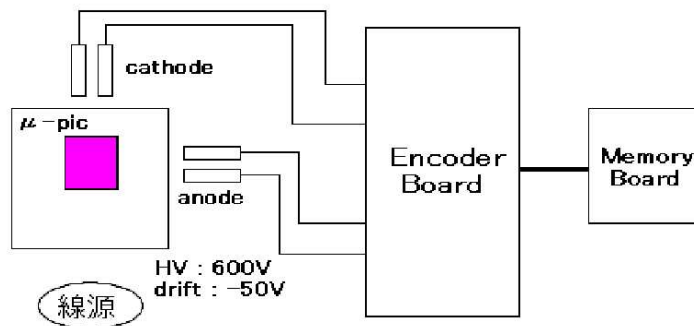 cathode
μ-pic
anode
Encoder
Board
Memory
Board
HV : 600V
drift : -50V
線源